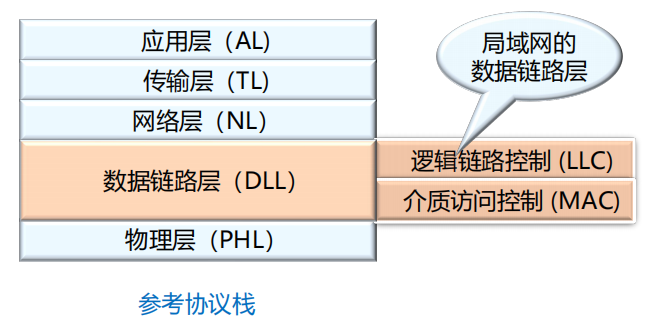 应用层（AL)
传输层（TL)
网络层（NL）
数据链路层（DLL）
物理层（PHL）
局域网的
数据链路层
逻辑链路控制 (LLC)
介质访问控制 (MAC)
参考协议栈